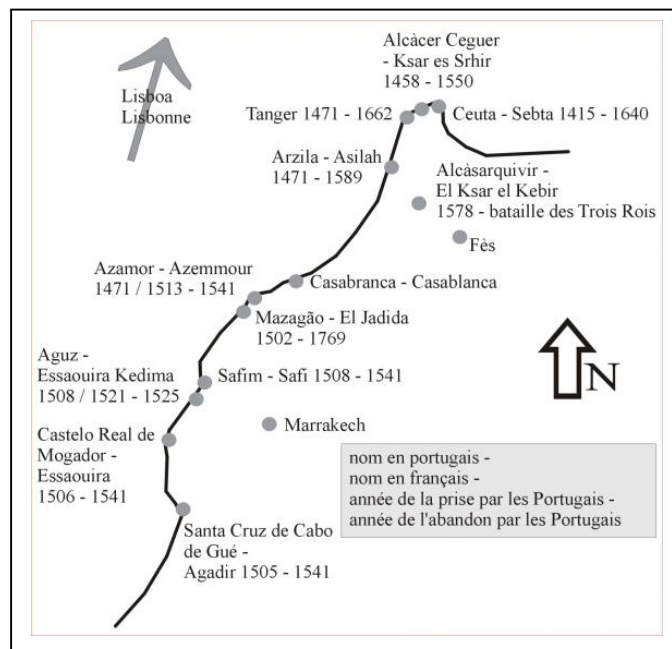 Alcàcer Ceguer
- Ksar es Srhir
1458 - 1550
Lisboa
Lisbonne
Tanger 1471 -
1662
Ceuta - Sebta 1415 -
1640
Arzila - Asilah
1471 - 1589
Alcàsarquivir -
El Ksar el Kebir
1578 - bataille des Trois Rois
Fès
Azamor - Azemmour
1471 / 1513 - 1541
Casabranca - Casablanca
Mazagão - El Jadida
1502 - 1769
Aguz -
Essaouira Kedima
1508 / 1521 - 1525
Safim - Safi 1508 - 1541
N
Castelo Real de
Mogador -
Essaouira
1506 - 1541
Marrakech
nom en portugais -
nom en français -
année de la prise par les Portugais -
année de l'abandon par les Portugais
Santa Cruz de Cabo
de Gué -
Agadir 1505 - 1541